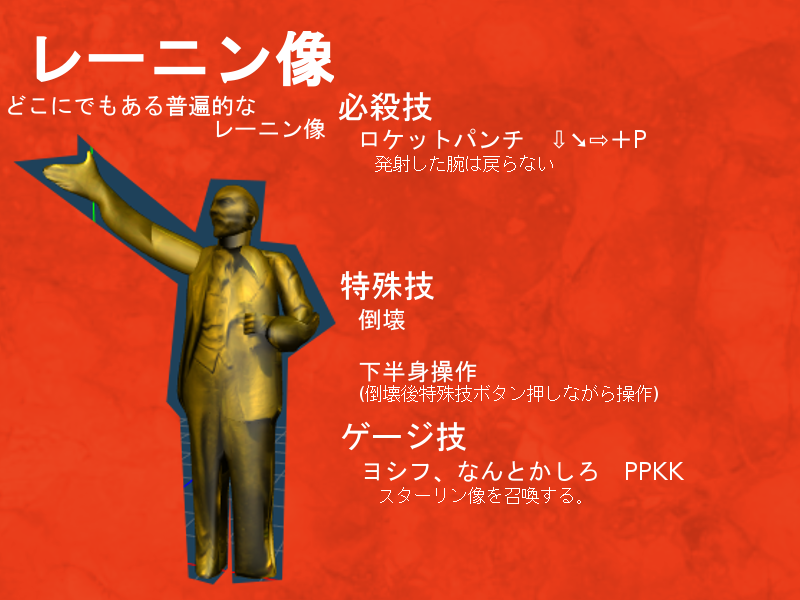 レーニン像
どこにでもある普遍的な
レーニン像
必殺技
ロケットパンチ　⇩➘⇨＋P
発射した腕は戻らない
特殊技
倒壊
下半身操作
(倒壊後特殊技ボタン押しながら操作)
ゲージ技
ヨシフ、なんとかしろ　PPKK
スターリン像を召喚する。